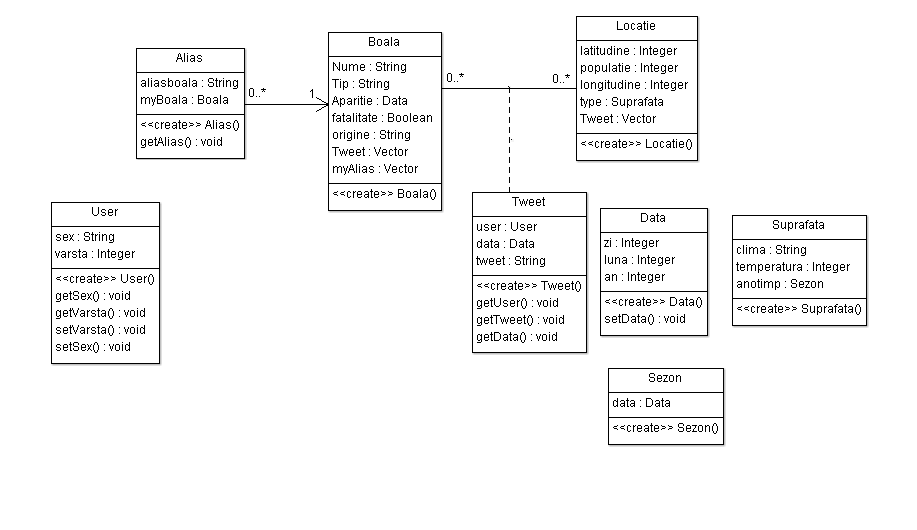 Alias
aliasboala : String
myBoala : Boala
<<create>> Alias()
getAlias() : void
0..*
1
Boala
Nume : String
Tip : String
Aparitie : Data
fatalitate : Boolean
origine : String
Tweet : Vector
myAlias : Vector
<<create>> Boala()
0..*
0..*
Locatie
latitudine : Integer
populatie : Integer
longitudine : Integer
type : Suprafata
Tweet : Vector
<<create>> Locatie()
User
sex : String
varsta : Integer
<<create>> User()
getSex() : void
getVarsta() : void
setVarsta() : void
setSex() : void
Tweet
user : User
data : Data
tweet : String
<<create>> Tweet()
getUser() : void
getTweet() : void
getData() : void
Data
zi : Integer
luna : Integer
an : Integer
<<create>> Data()
setData() : void
Suprafata
clima : String
temperatura : Integer
anotimp : Sezon
<<create>> Suprafata()
Sezon
data : Data
<<create>> Sezon()